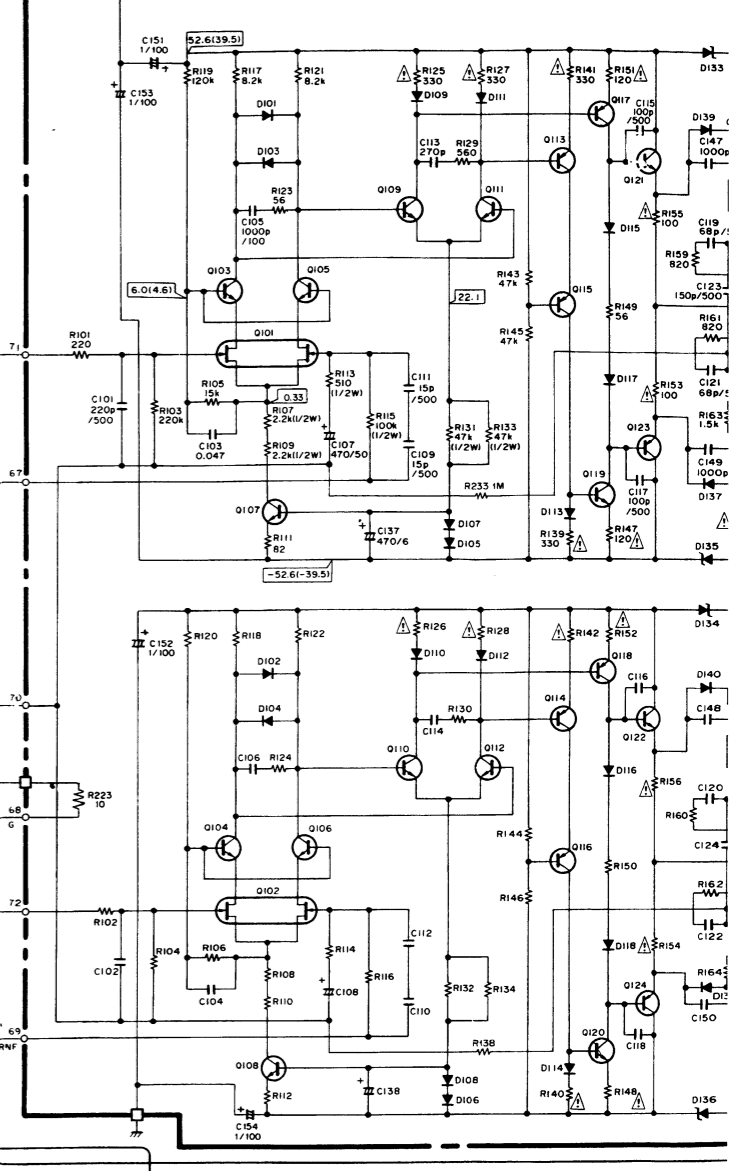 C151
1/100
+
52.6(39.5)
R119
120k
R117
8.2k
R121
8.2k
R125
330
R127
330
R141
330
R151
120
D133
+
C153
1/100
D101
D109
D111
Q117
C115
100p
/500
D139
C147
1000p
D103
C113
270p
R129
560
Q113
Q121
R123
56
C105
1000p
/100
Q109
Q111
D115
R155
100
C119
68p/5
R159
820
Q103
Q105
6.0(4.6)
R143
47k
22.1
Q115
R149
56
C123
150p/500
71
R101
220
Q101
R145
47k
R161
820
C101
220p
/500
R103
220k
R105
15k
0.33
R107
2.2k(1/2W)
R113
510
(1/2W)
R115
100k
(1/2W)
C111
15p
/500
D117
R153
100
C121
68p/5
R163
1.5k
C103
0.047
R109
2.2k(1/2W)
+
C107
470/50
C109
15p
/500
R131
47k
(1/2W)
R133
47k
(1/2W)
Q123
C149
1000p
D137
67
R233 1M
Q119
C117
100p
/500
Q107
R111
82
+
C137
470/6
D107
D105
D113
R139
330
R147
120
D135
-52.6(-39.5)
+
C152
1/100
R120
R118
R122
R126
R128
R142
R152
D134
D102
D110
D112
Q118
C116
D140
C148
70
D104
C114
R130
Q114
Q122
C106
R124
Q110
Q112
D116
R156
C120
R160
R223
10
68
G
Q104
Q106
R144
Q116
R150
C124
72
R102
Q102
R146
R162
C122
C102
R104
R106
R108
R114
C112
D118
R154
C104
R110
+
C108
R116
C110
R132
R134
Q124
R164
C150
69
RNF
R138
Q120
C118
Q108
R112
+
C138
D108
D106
D114
R140
R148
D136
+
C154
1/100